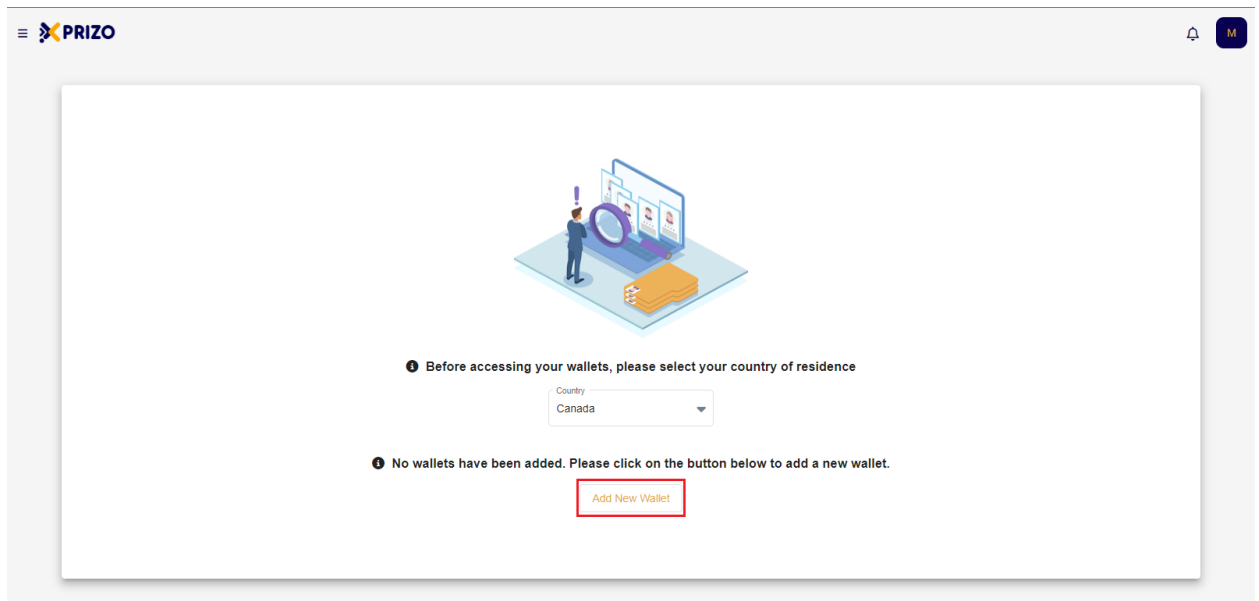 XPRIZO
M
Before accessing your wallets, please select your country of residence
Country
Canada
No wallets have been added. Please click on the button below to add a new wallet.
Add New Wallet